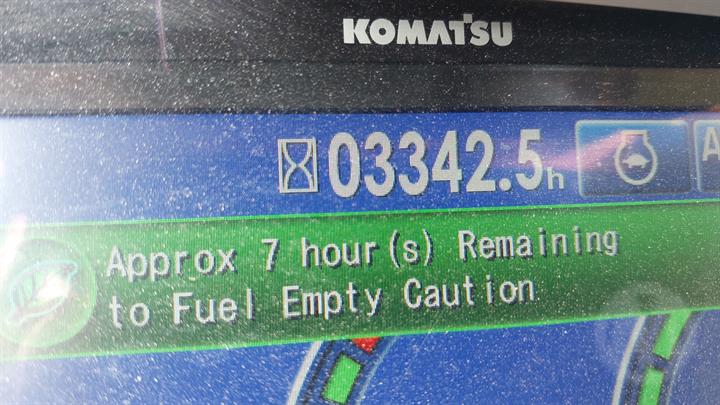 KOMATSU
03342.5h
A
Approx 7 hour(s) Remaining
to Fuel Empty Caution